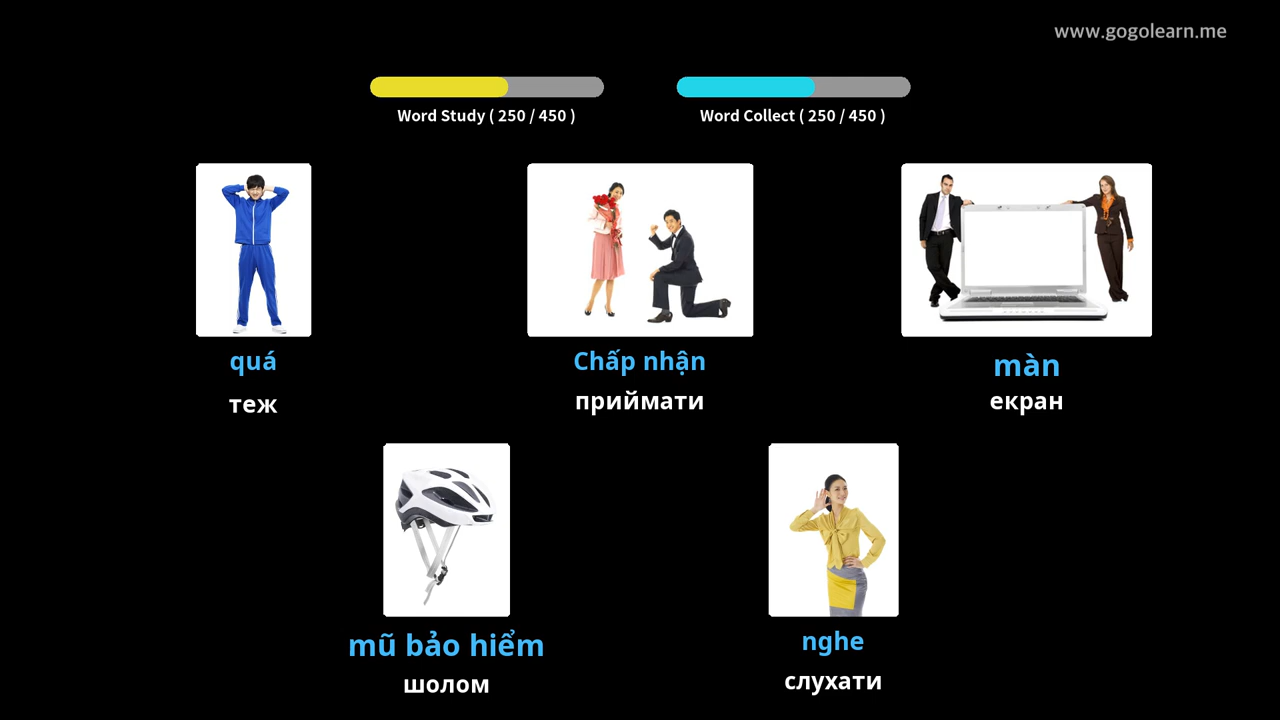 www.gogolearn.me
Word Study ( 250 / 450 )
Word Collect ( 250 / 450 )
quá
теж
Chấp nhận
приймати
màn
екран
mũ bảo hiểm
шолом
nghe
слухати